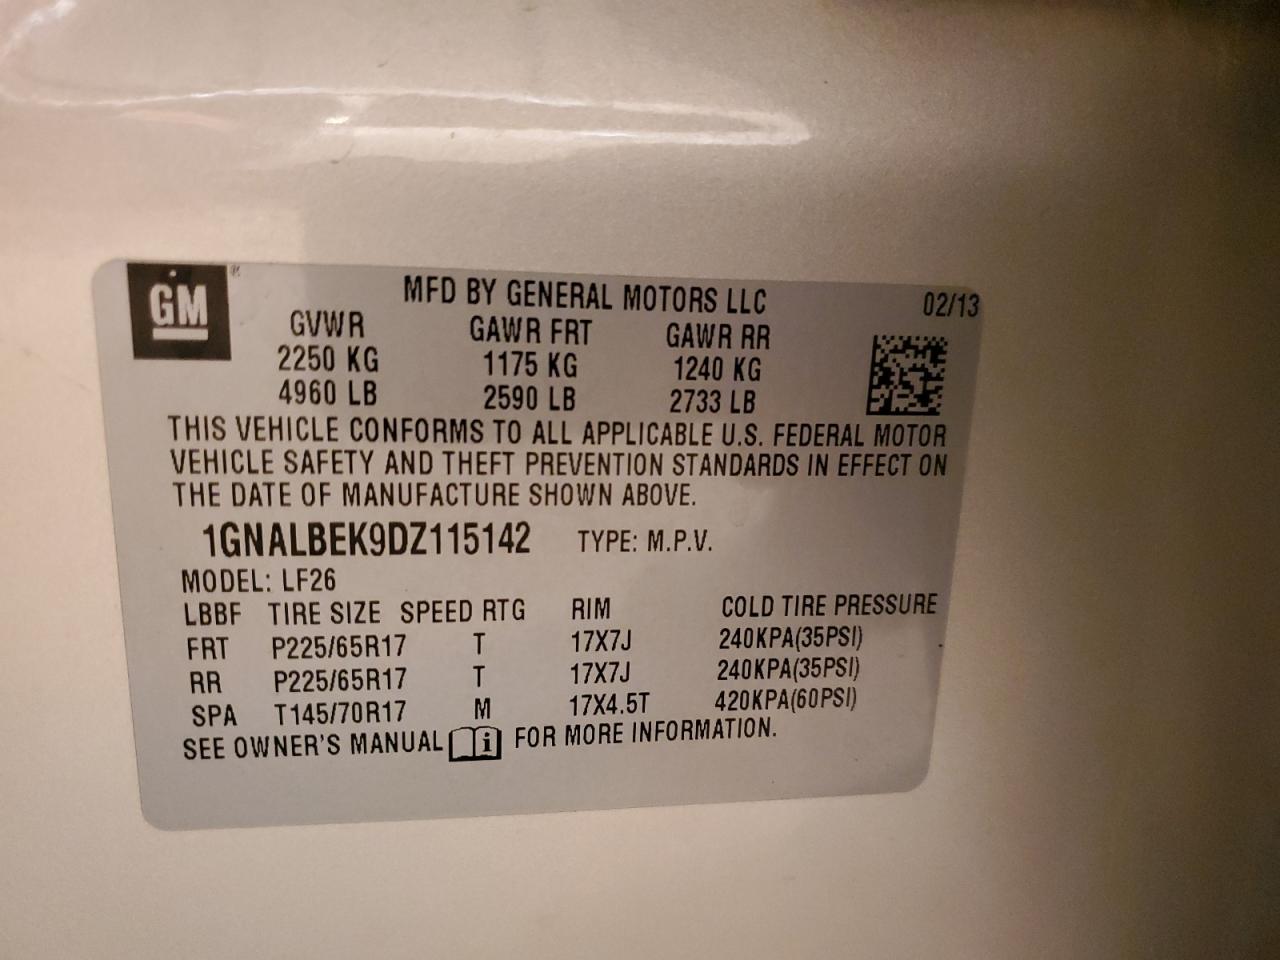 GM®
MFD BY GENERAL MOTORS LLC 02/13
GVWR GAWR FRT GAWR RR
2250 KG 1175 KG 1240 KG
4960 LB 2590 LB 2733 LB
THIS VEHICLE CONFORMS TO ALL APPLICABLE U.S. FEDERAL MOTOR
VEHICLE SAFETY AND THEFT PREVENTION STANDARDS IN EFFECT ON
THE DATE OF MANUFACTURE SHOWN ABOVE.
1GNALBEK9DZ115142 TYPE: M.P.V.
MODEL: LF26
LBBF TIRE SIZE SPEED RTG RIM COLD TIRE PRESSURE
FRT P225/65R17 T 17X7J 240KPA(35PSI)
RR P225/65R17 T 17X7J 240KPA(35PSI)
SPA T145/70R17 M 17X4.5T 420KPA(60PSI)
SEE OWNER'S MANUAL i FOR MORE INFORMATION.